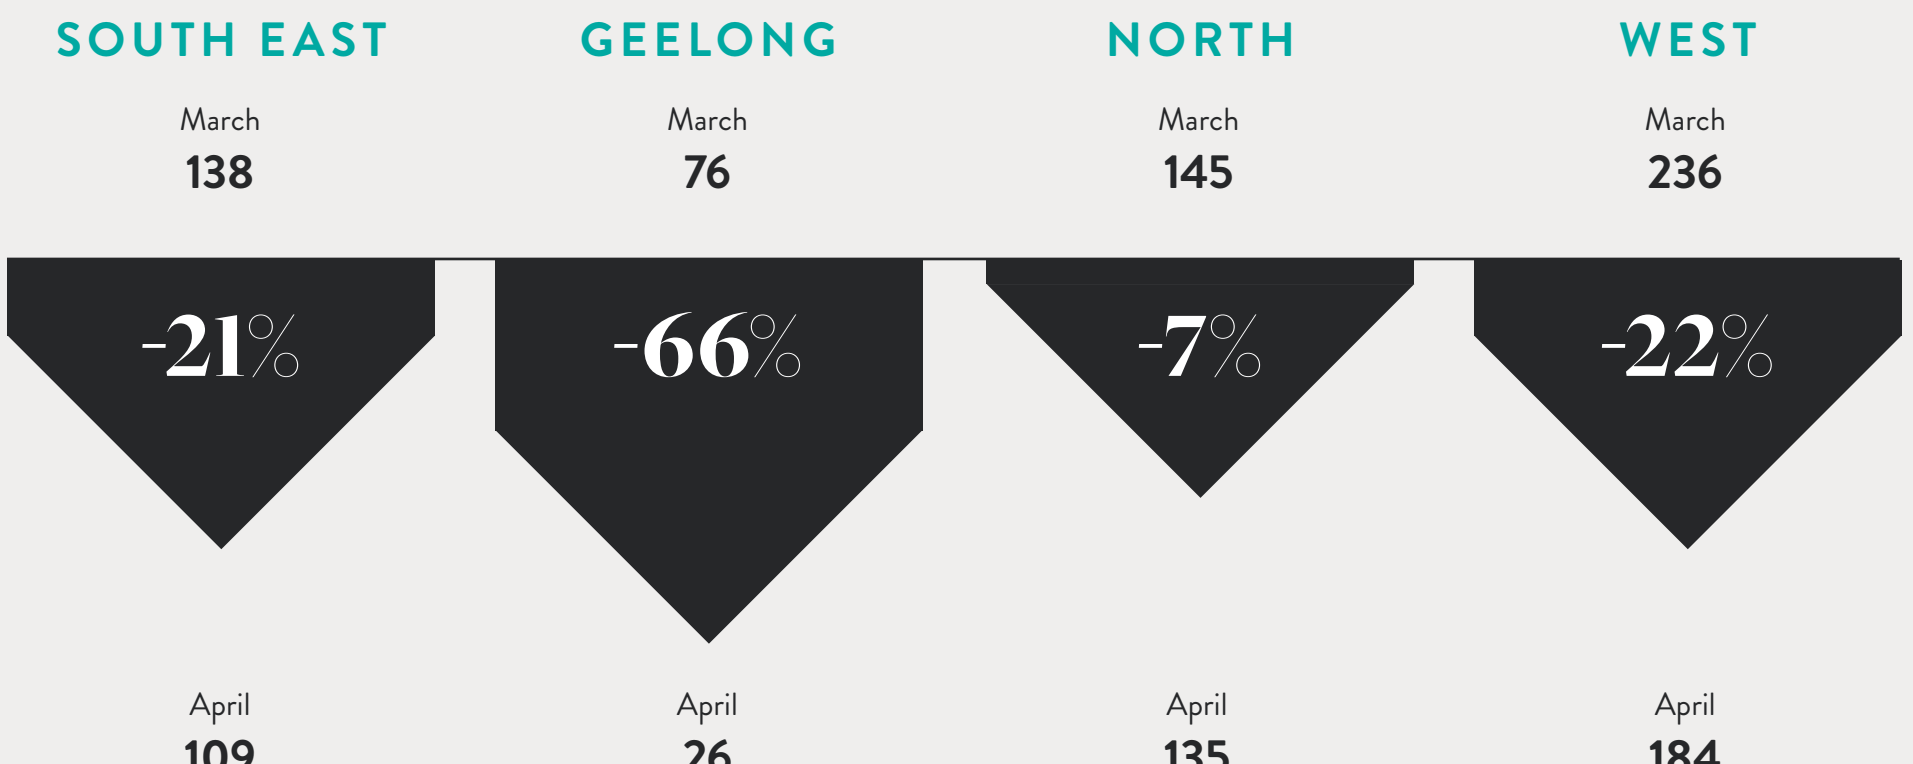 SOUTH EAST
March
138
-21%
April
109
GEELONG
March
76
-66%
April
26
NORTH
March
145
-7%
April
135
WEST
March
236
-22%
April
184